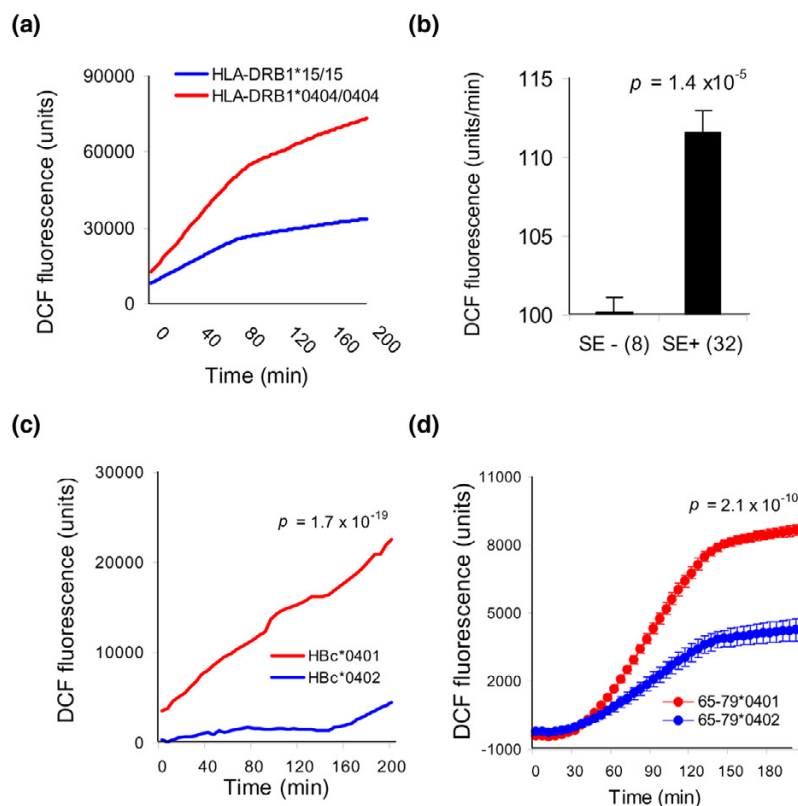 (a)
HLA-DRB1*15/15
HLA-DRB1*0404/0404
DCF fluorescence (units)
90000
60000
30000
0
0 40 80 120 160 200
Time (min)
(b)
p = 1.4 x10-5
DCF fluorescence (units/min)
115
110
105
100
SE - (8) SE+ (32)
(c)
DCF fluorescence (units)
30000
20000
10000
0
p = 1.7 x 10-19
HBc*0401
HBc*0402
0 40 80 120 160 200
Time (min)
(d)
DCF fluorescence (units)
11000
8000
5000
2000
-1000
p = 2.1 x 10-10
65-79*0401
65-79*0402
0 30 60 90 120 150 180
Time (min)